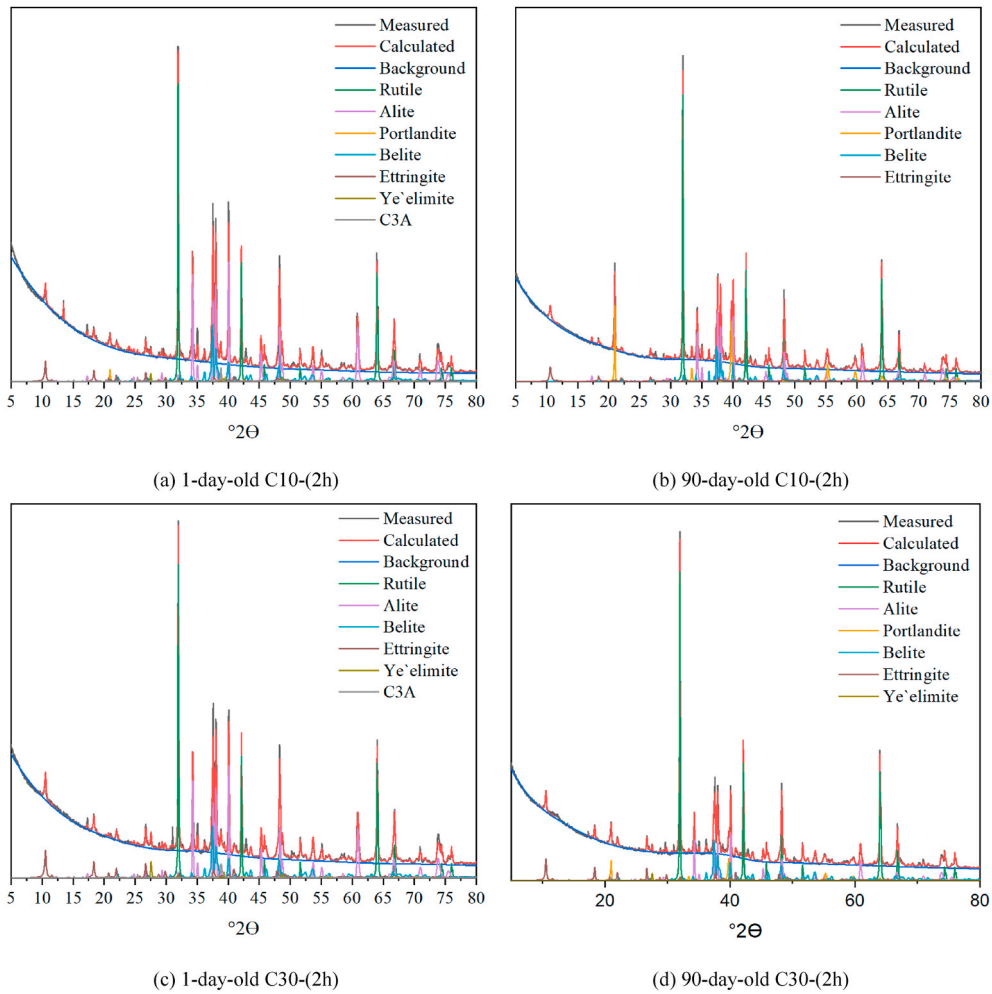 Measured
Calculated
Background
Rutile
Alite
Portlandite
Belite
Ettringite
Ye`elimite
C3A
5 10 15 20 25 30 35 40 45 50 55 60 65 70 75 80
°2Θ
(a) 1-day-old C10-(2h)
Measured
Calculated
Background
Rutile
Alite
Portlandite
Belite
Ettringite
5 10 15 20 25 30 35 40 45 50 55 60 65 70 75 80
°2Θ
(b) 90-day-old C10-(2h)
Measured
Calculated
Background
Rutile
Alite
Belite
Ettringite
Ye`elimite
C3A
5 10 15 20 25 30 35 40 45 50 55 60 65 70 75 80
°2Θ
(c) 1-day-old C30-(2h)
Measured
Calculated
Background
Rutile
Alite
Portlandite
Belite
Ettringite
Ye`elimite
20 40 60 80
°2Θ
(d) 90-day-old C30-(2h)